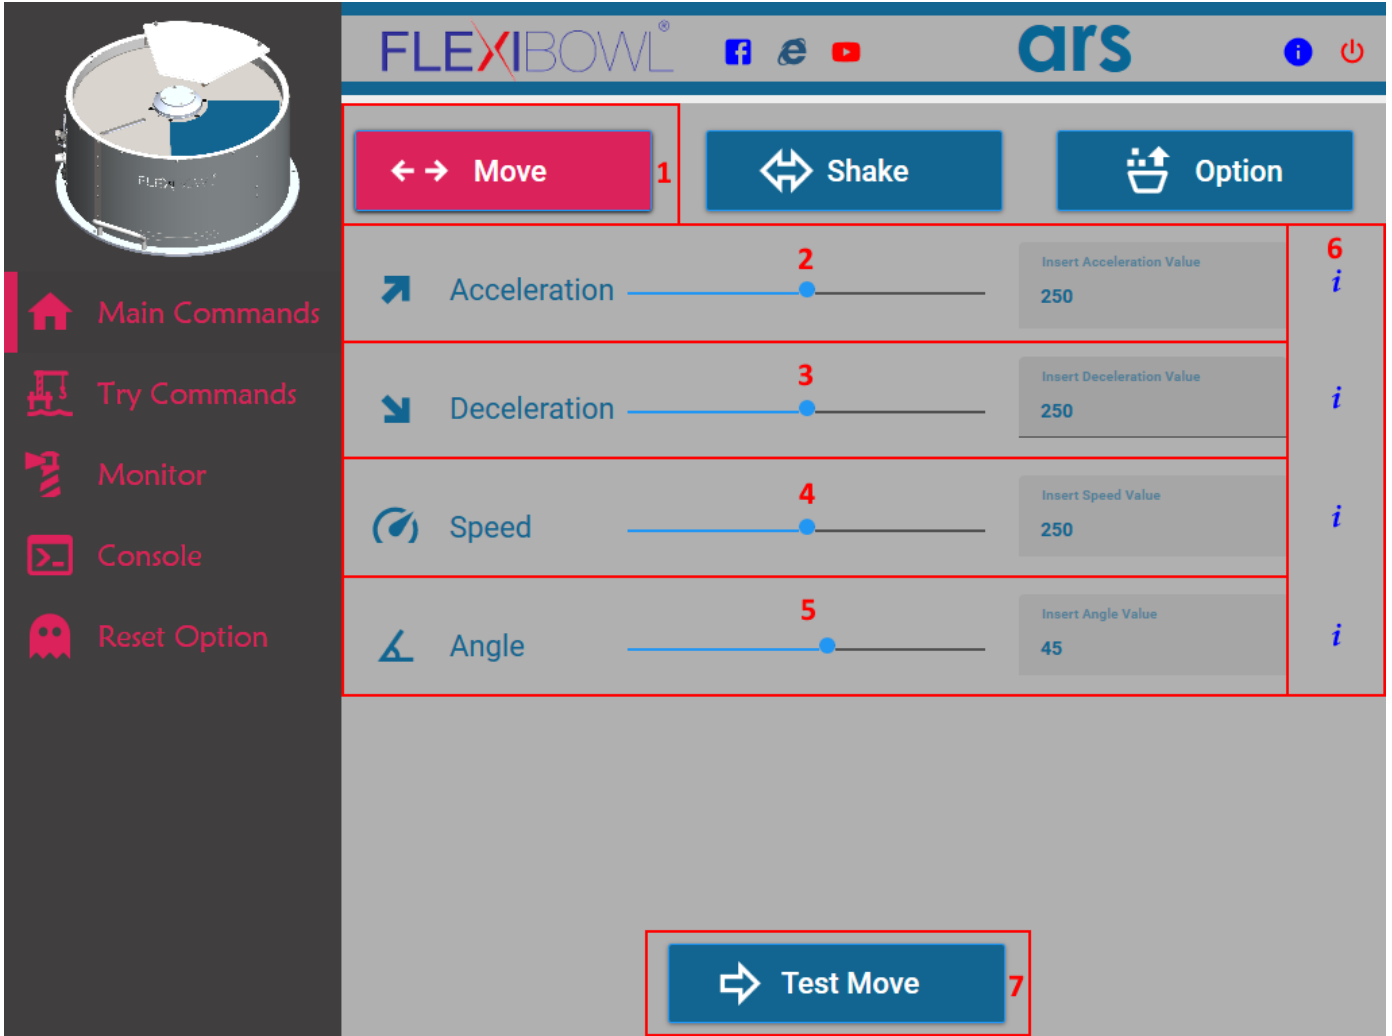 FLEXIBOWL®
ars
FLEXIBOWL
Move
1
Shake
Option
Main Commands
Try Commands
Monitor
Console
Reset Option
Acceleration
2
Insert Acceleration Value
250
6
i
Deceleration
3
Insert Deceleration Value
250
i
Speed
4
Insert Speed Value
250
i
Angle
5
Insert Angle Value
45
i
Test Move
7